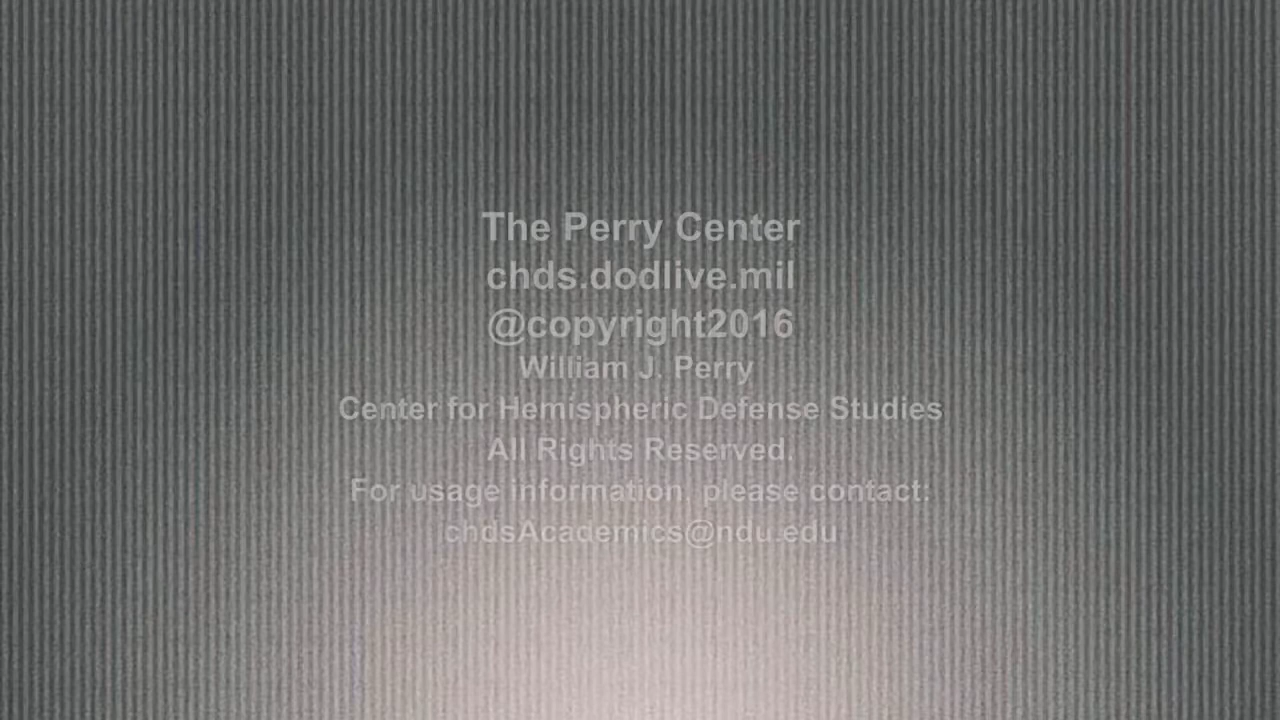 The Perry Center
chds.dodlive.mil
@copyright2016
William J. Perry
Center for Hemispheric Defense Studies
All Rights Reserved.
For usage information, please contact:
chdsAcademics@ndu.edu